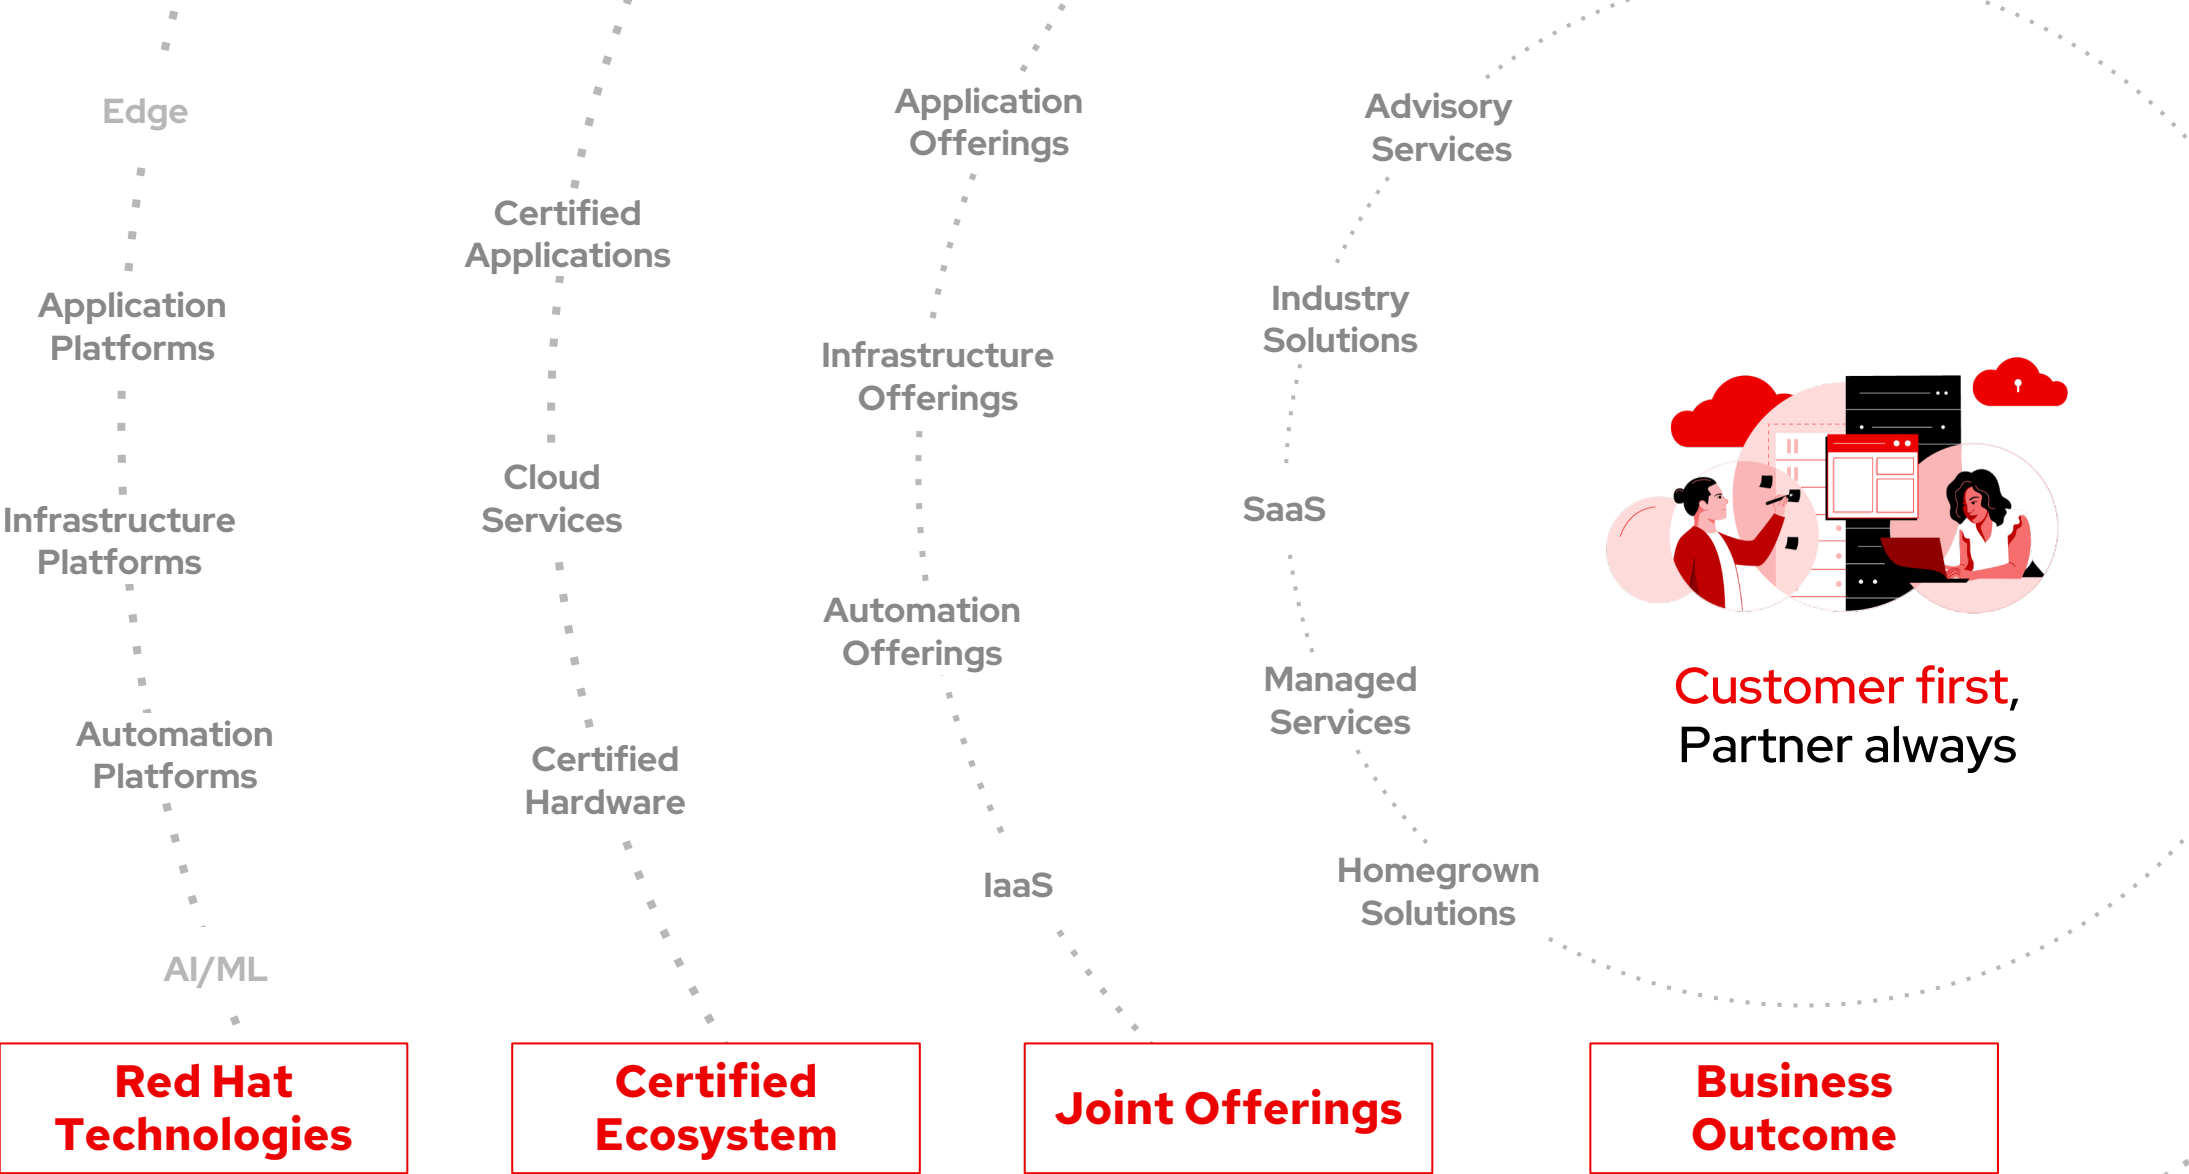 Edge
Application
Platforms
Infrastructure
Platforms
Automation
Platforms
AI/ML
Red Hat
Technologies
Certified
Applications
Cloud
Services
Certified
Hardware
Certified
Ecosystem
Application
Offerings
Infrastructure
Offerings
Automation
Offerings
IaaS
Joint Offerings
Advisory
Services
Industry
Solutions
SaaS
Managed
Services
Homegrown
Solutions
Customer first,
Partner always
Business
Outcome